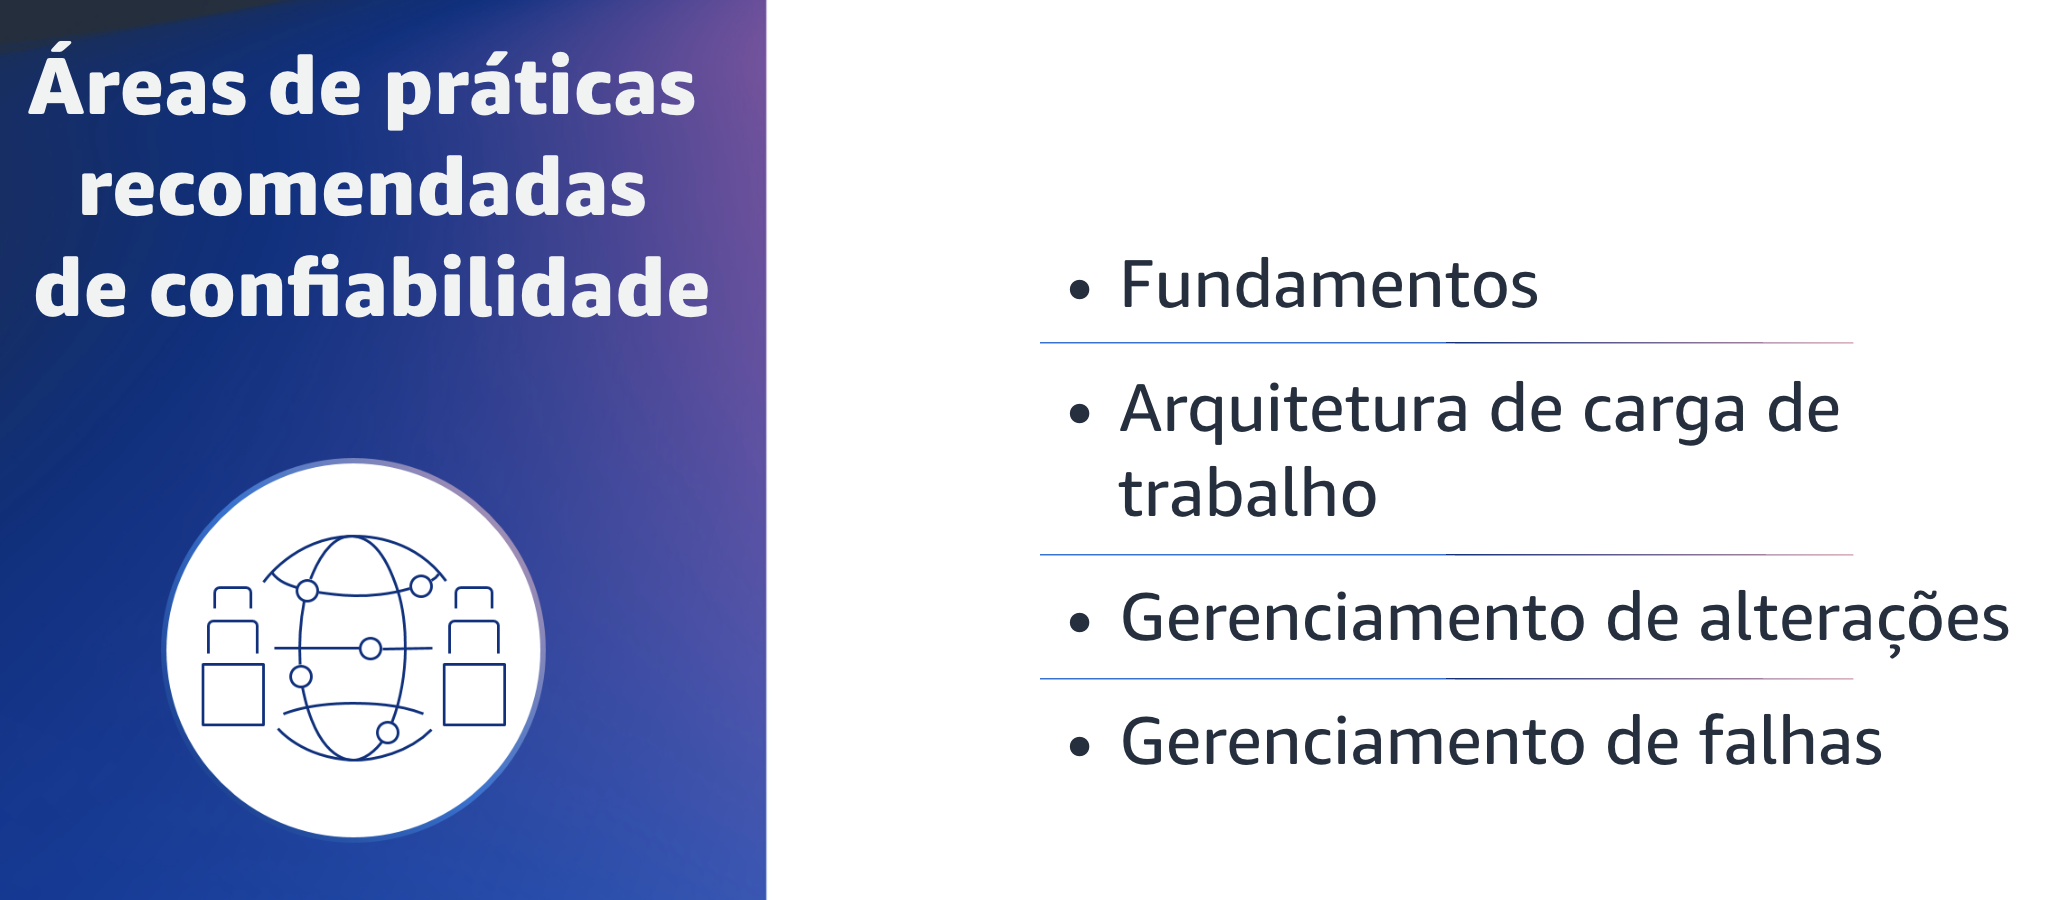 Áreas de práticas
recomendadas
de confiabilidade
• Fundamentos
• Arquitetura de carga de
trabalho
• Gerenciamento de alterações
• Gerenciamento de falhas